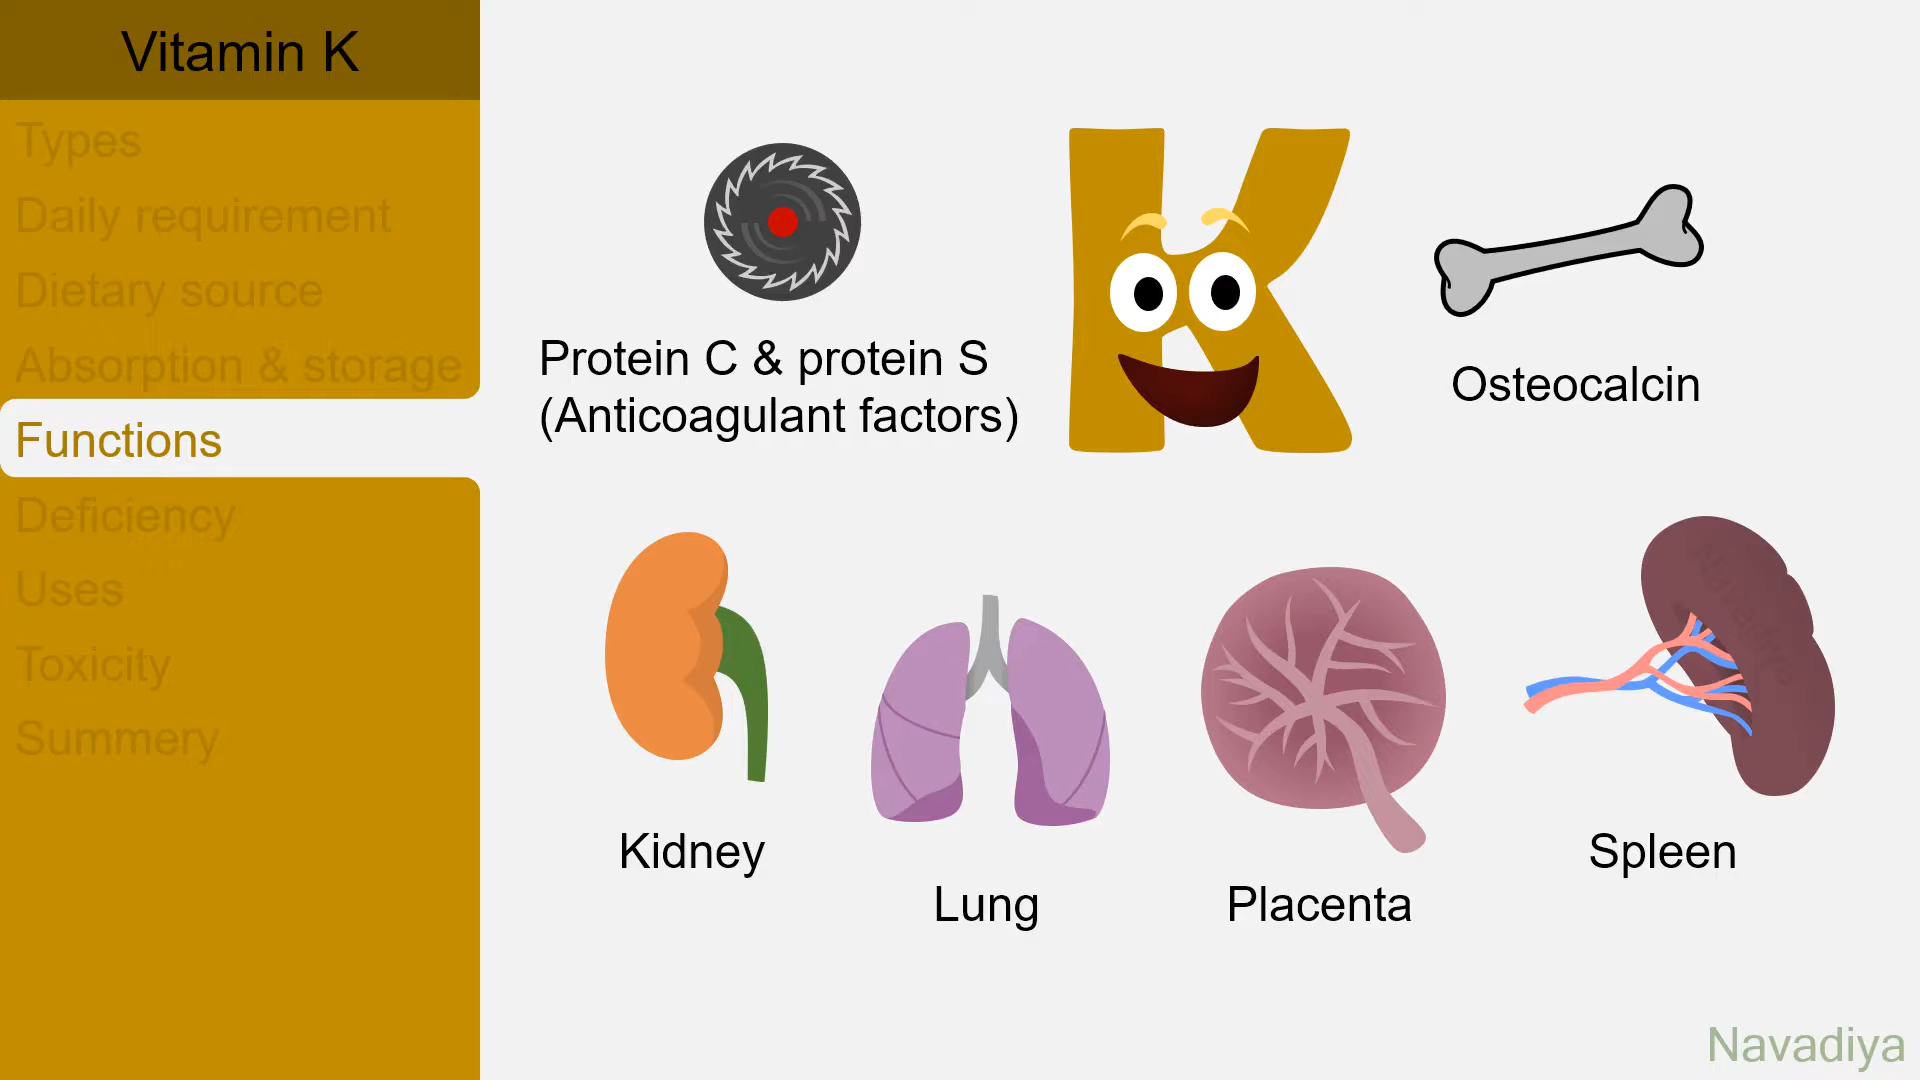 Vitamin K
Types
Daily requirement
Dietary source
Absorption & storage
Functions
Deficiency
Uses
Toxicity
Summery
Protein C & protein S
(Anticoagulant factors)
Osteocalcin
Kidney
Lung
Placenta
Spleen
Navadiya
Navadiya